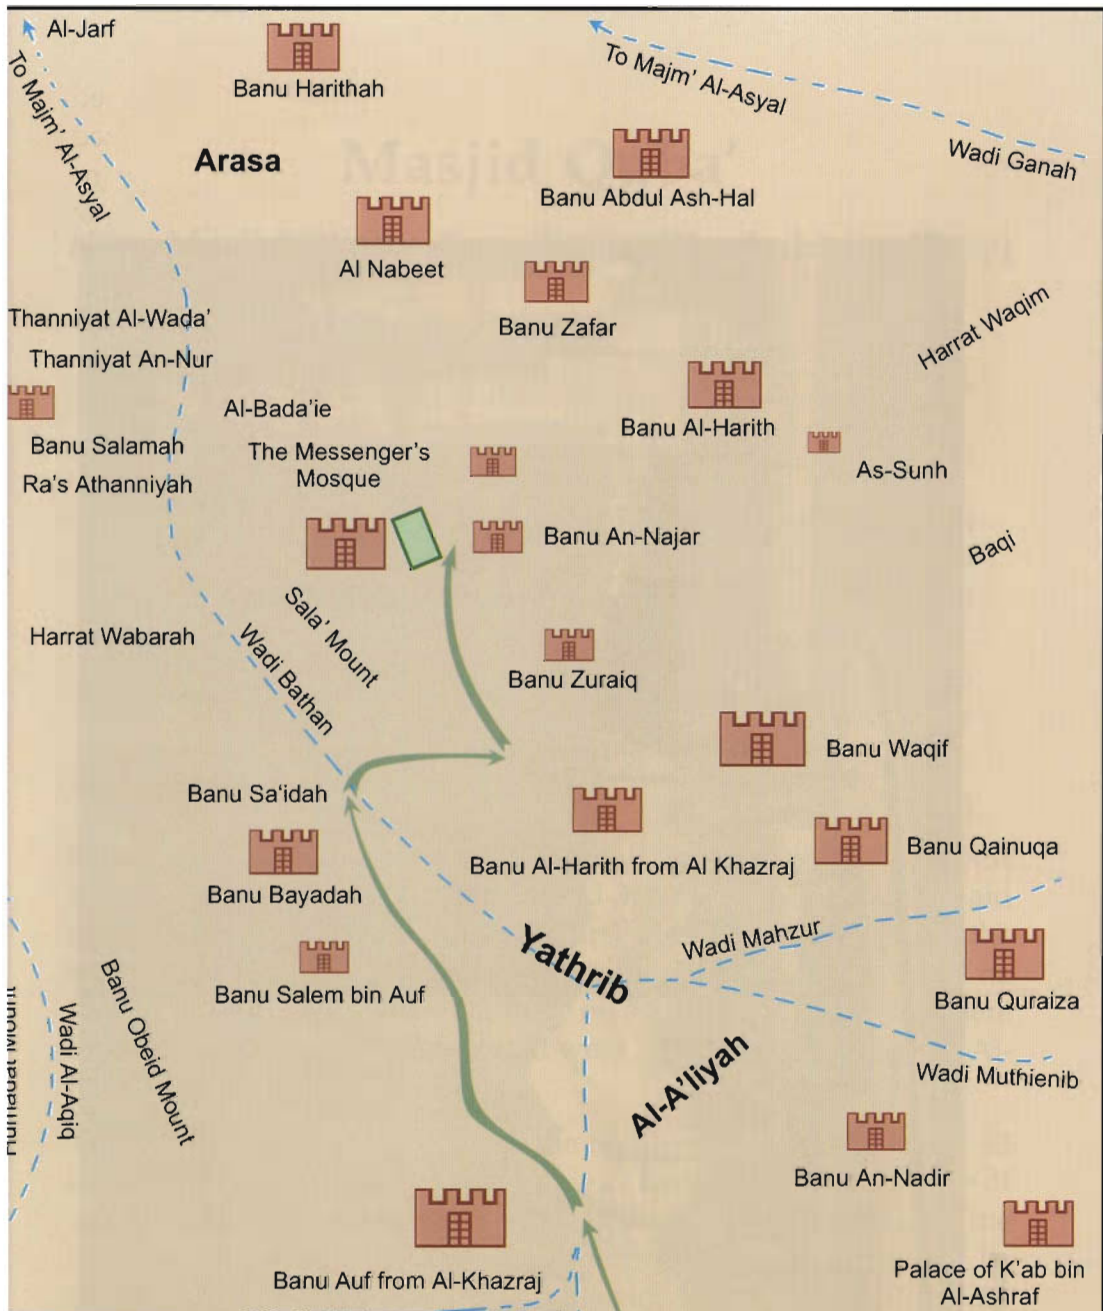 Al-Jarf
To Majm' Al-Asyal
Banu Harithah
To Majm' Al-Asyal
Wadi Ganah
Arasa
Banu Abdul Ash-Hal
Al Nabeet
Banu Zafar
Harrat Waqim
Thanniyat Al-Wada'
Thanniyat An-Nur
Al-Bada'ie
Banu Al-Harith
Banu Salamah
The Messenger's
Mosque
As-Sunh
Ra's Athanniyah
Banu An-Najar
Baqi
Sala' Mount
Harrat Wabarah
Wadi Bathan
Banu Zuraiq
Banu Waqif
Banu Sa'idah
Banu Qainuqa
Banu Al-Harith from Al Khazraj
Banu Bayadah
Wadi Mahzur
Yathrib
Banu Salem bin Auf
Banu Quraiza
Banu Obeid Mount
Wadi Al-Aqiq
Mount
Al-A'liyah
Wadi Muthienib
Banu An-Nadir
Banu Auf from Al-Khazraj
Palace of K'ab bin
Al-Ashraf